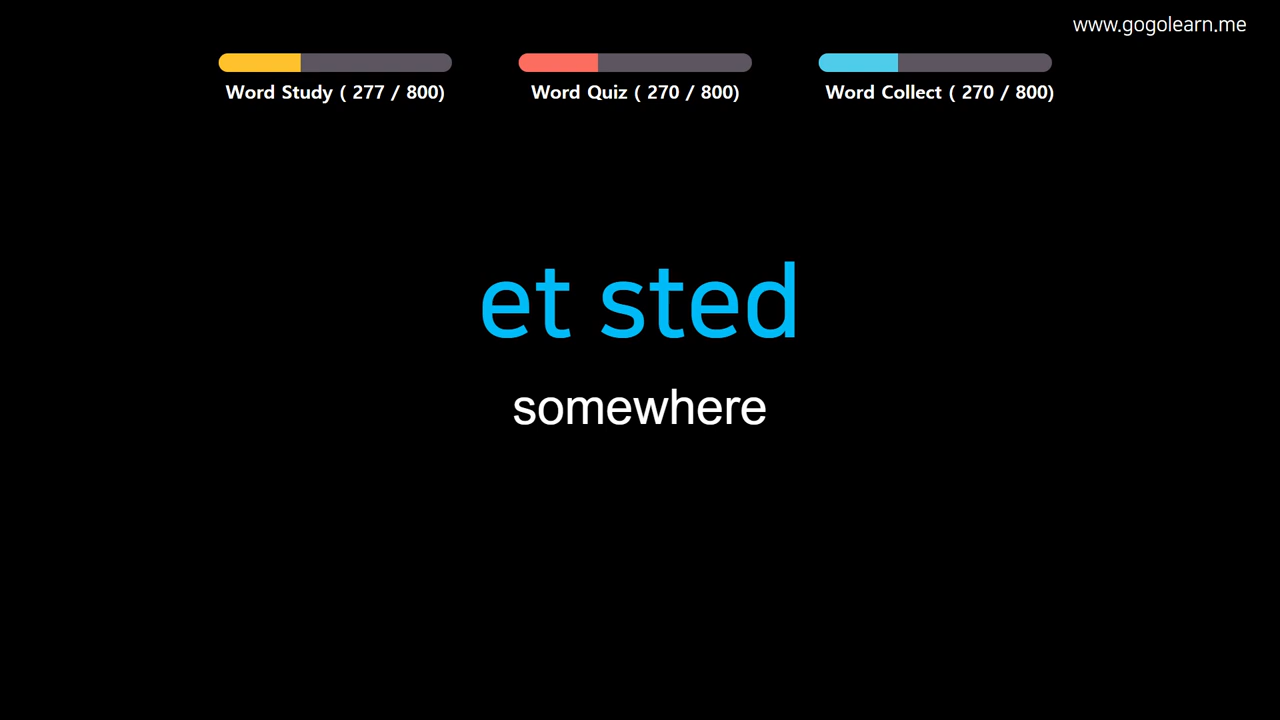 www.gogolearn.me
Word Study ( 277 / 800)
Word Quiz ( 270 / 800)
Word Collect ( 270 / 800)
et sted
somewhere